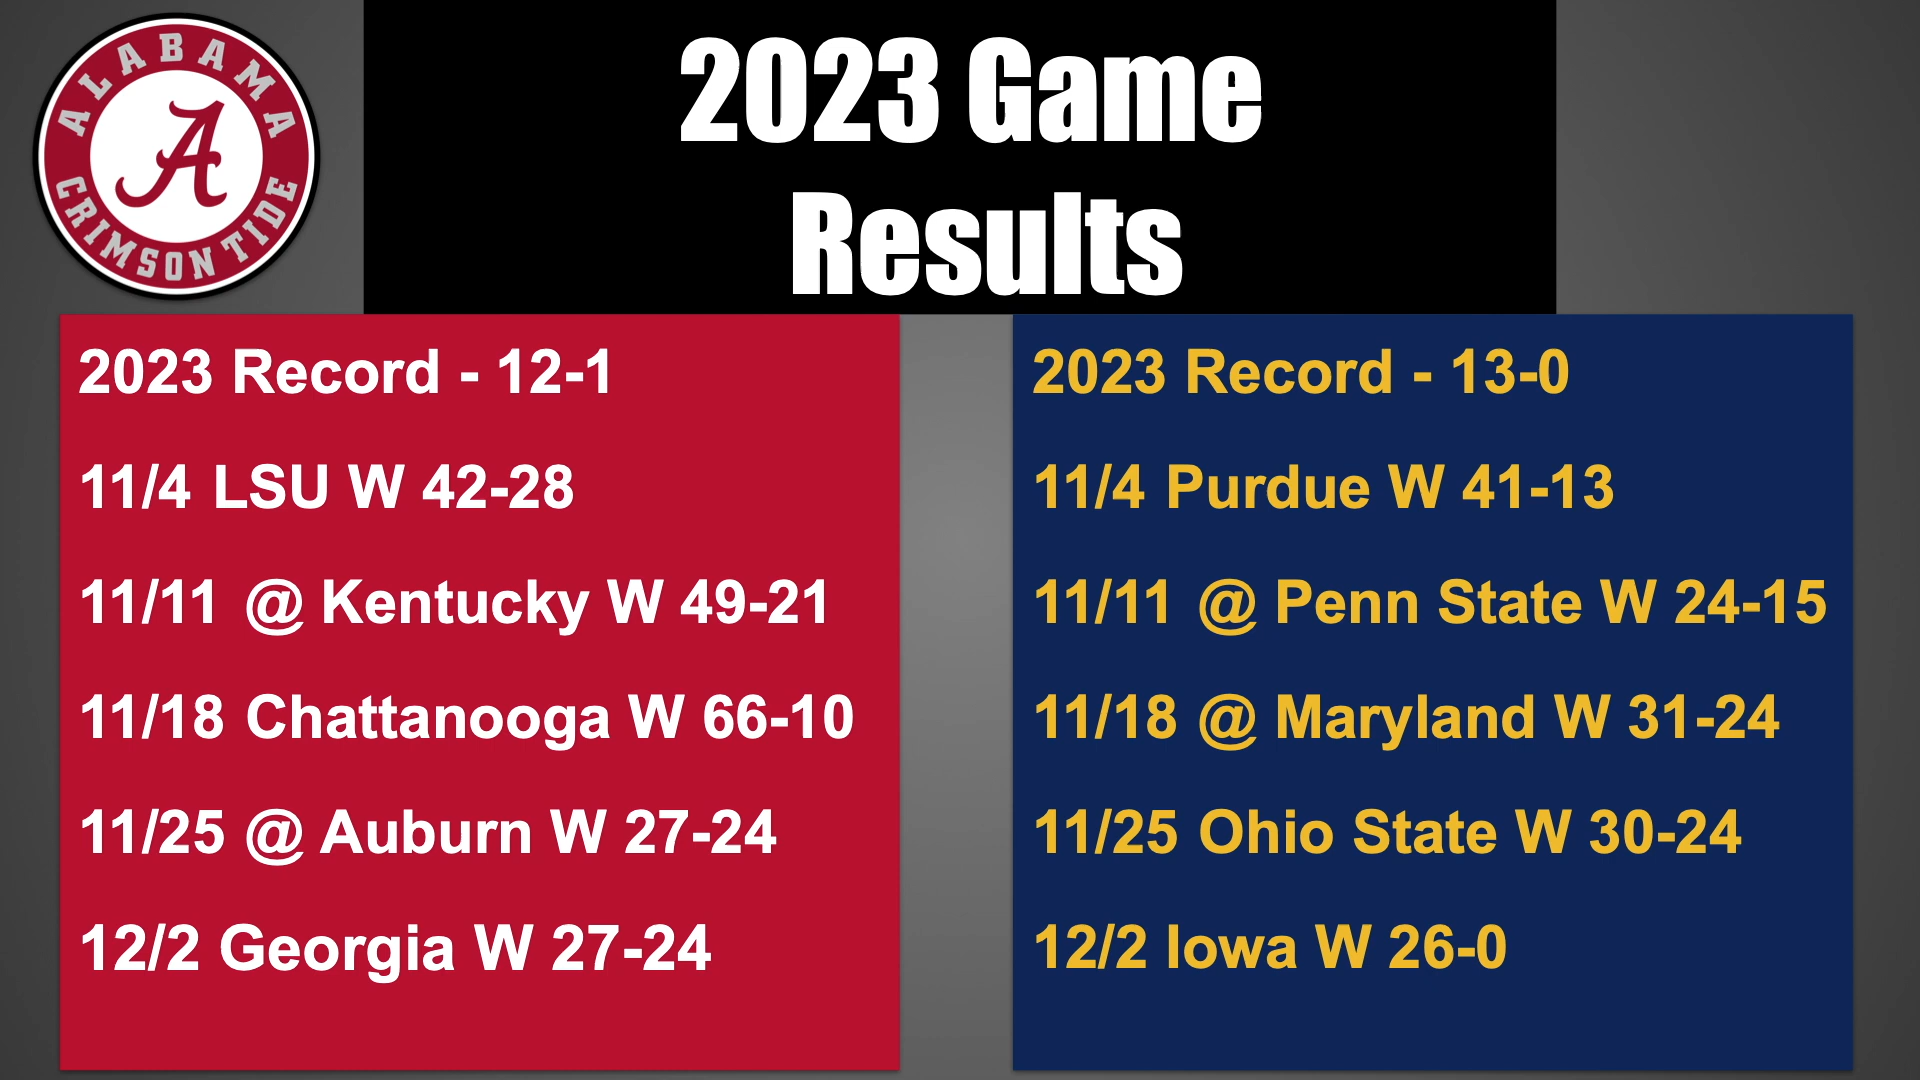 ALABAMA
A
CRIMSON TIDE
2023 Game
Results
2023 Record - 12-1
11/4 LSU W 42-28
11/11 @ Kentucky W 49-21
11/18 Chattanooga W 66-10
11/25 @ Auburn W 27-24
12/2 Georgia W 27-24
2023 Record - 13-0
11/4 Purdue W 41-13
11/11 @ Penn State W 24-15
11/18 @ Maryland W 31-24
11/25 Ohio State W 30-24
12/2 Iowa W 26-0